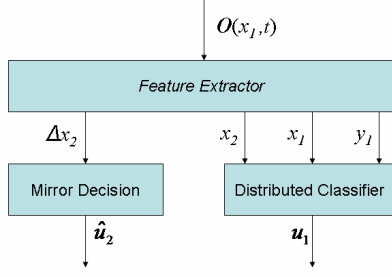 O(x₁,t)
Feature Extractor
Δx₂ x₂ x₁ y₁
Mirror Decision Distributed Classifier
û₂ u₁